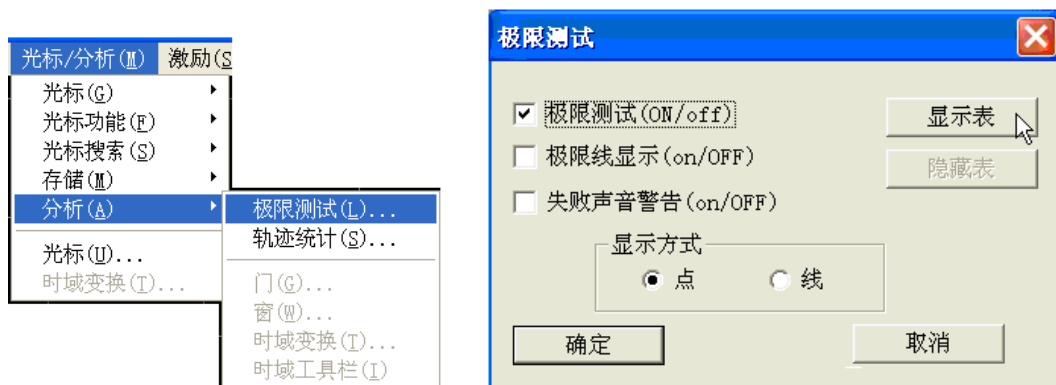 光标/分析(M) 激励(S
光标(G)
光标功能(F)
光标搜索(S)
存储(M)
分析(A)
光标(U)...
时域变换(T)...
极限测试(L)...
轨迹统计(S)...
门(G)...
窗(W)...
时域变换(T)...
时域工具栏(I)
极限测试
极限测试(ON/off)
极限线显示(on/OFF)
失败声音警告(on/OFF)
显示表
隐藏表
显示方式
点 线
确定 取消